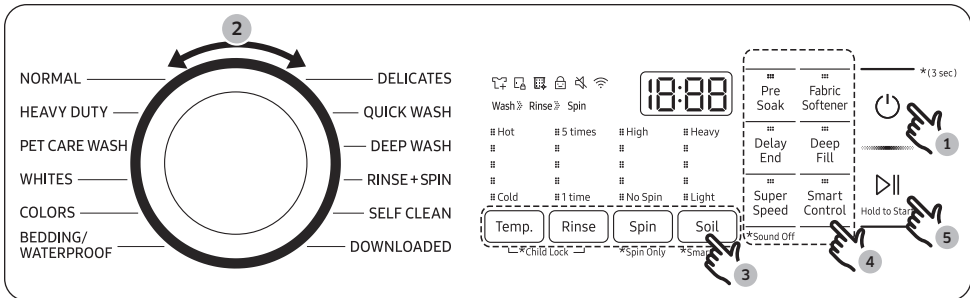 2
NORMAL
HEAVY DUTY
PET CARE WASH
WHITES
COLORS
BEDDING/
WATERPROOF
DELICATES
QUICK WASH
DEEP WASH
RINSE+SPIN
SELF CLEAN
DOWNLOADED
Wash Rinse Spin
18:88
Hot 5 times High Heavy
Cold 1 time No Spin Light
Temp. Rinse Spin Soil
*Child Lock *Spin Only *Smar
3
Pre
Soak
Fabric
Softener
Delay
End
Deep
Fill
Super
Speed
Smart
Control
*Sound Off
4
*(3 sec)
1
Hold to Start
5